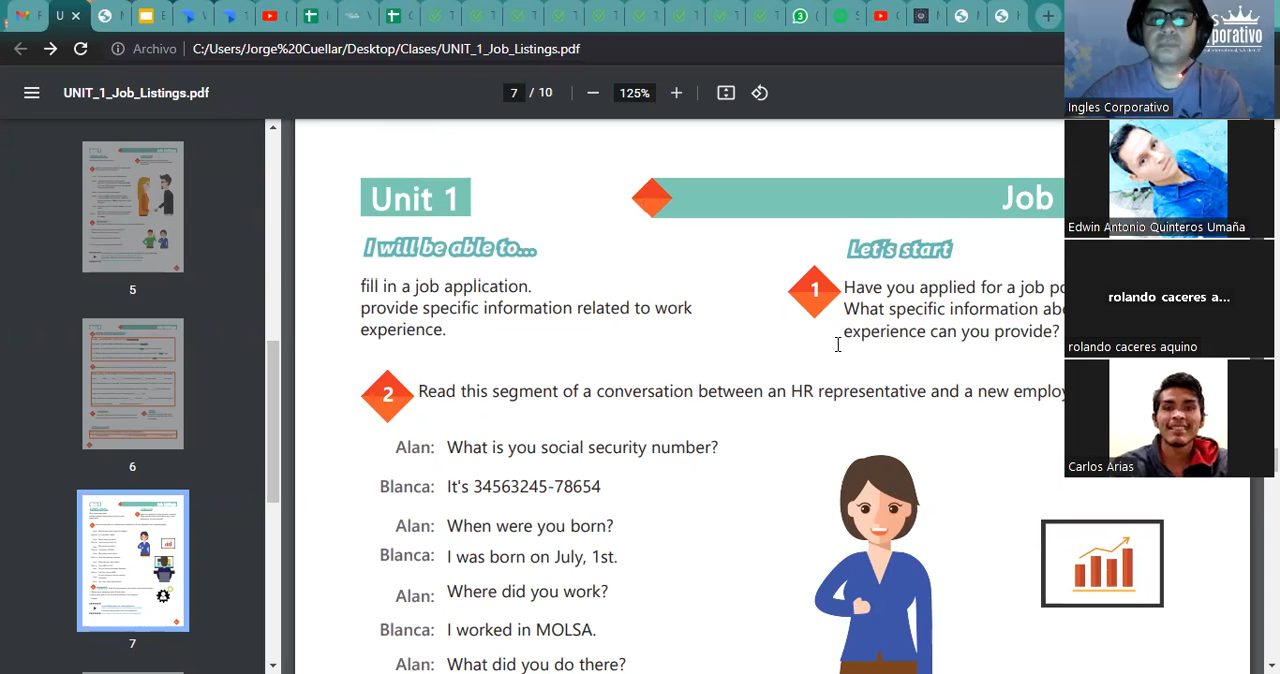 U
Archivo
C:/Users/Jorge%20Cuellar/Desktop/Clases/UNIT_1_Job_Listings.pdf
UNIT_1_Job_Listings.pdf
7 / 10
125%
Ingles Corporativo
Edwin Antonio Quinteros Umaña
rolando caceres a...
rolando caceres aquino
Carlos Arias
5
6
7
Unit 1
Job
I will be able to...
fill in a job application.
provide specific information related to work
experience.
Let's start
1
Have you applied for a job po
What specific information abo
experience can you provide?
2
Read this segment of a conversation between an HR representative and a new employ
Alan: What is you social security number?
Blanca: It's 34563245-78654
Alan: When were you born?
Blanca: I was born on July, 1st.
Alan: Where did you work?
Blanca: I worked in MOLSA.
Alan: What did you do there?